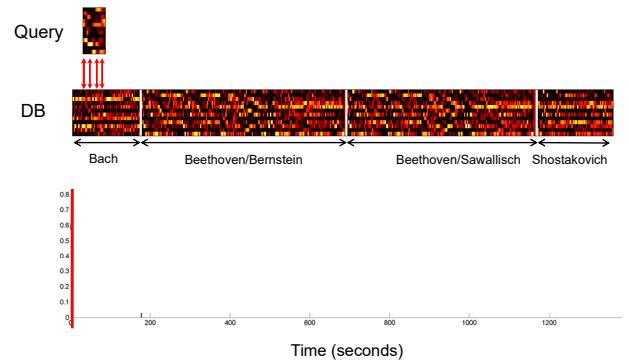 Query
DB
Bach
Beethoven/Bernstein
Beethoven/Sawallisch
Shostakovich
0.8
0.7
0.6
0.5
0.4
0.3
0.2
0.1
0
0
200
400
600
800
1000
1200
Time (seconds)